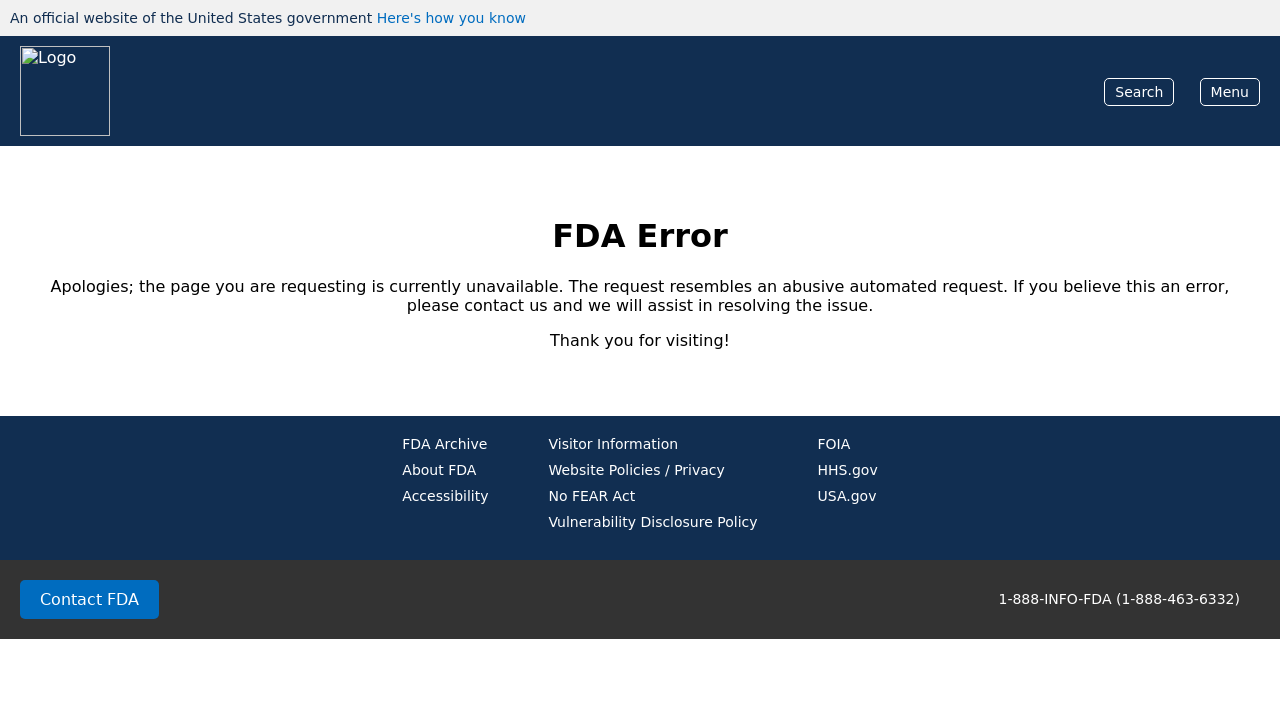 An official website of the United States government Here's how you know
Logo
Search
Menu
FDA Error
Apologies; the page you are requesting is currently unavailable. The request resembles an abusive automated request. If you believe this an error,
please contact us and we will assist in resolving the issue.
Thank you for visiting!
FDA Archive
About FDA
Accessibility
Visitor Information
Website Policies / Privacy
No FEAR Act
Vulnerability Disclosure Policy
FOIA
HHS.gov
USA.gov
Contact FDA
1-888-INFO-FDA (1-888-463-6332)